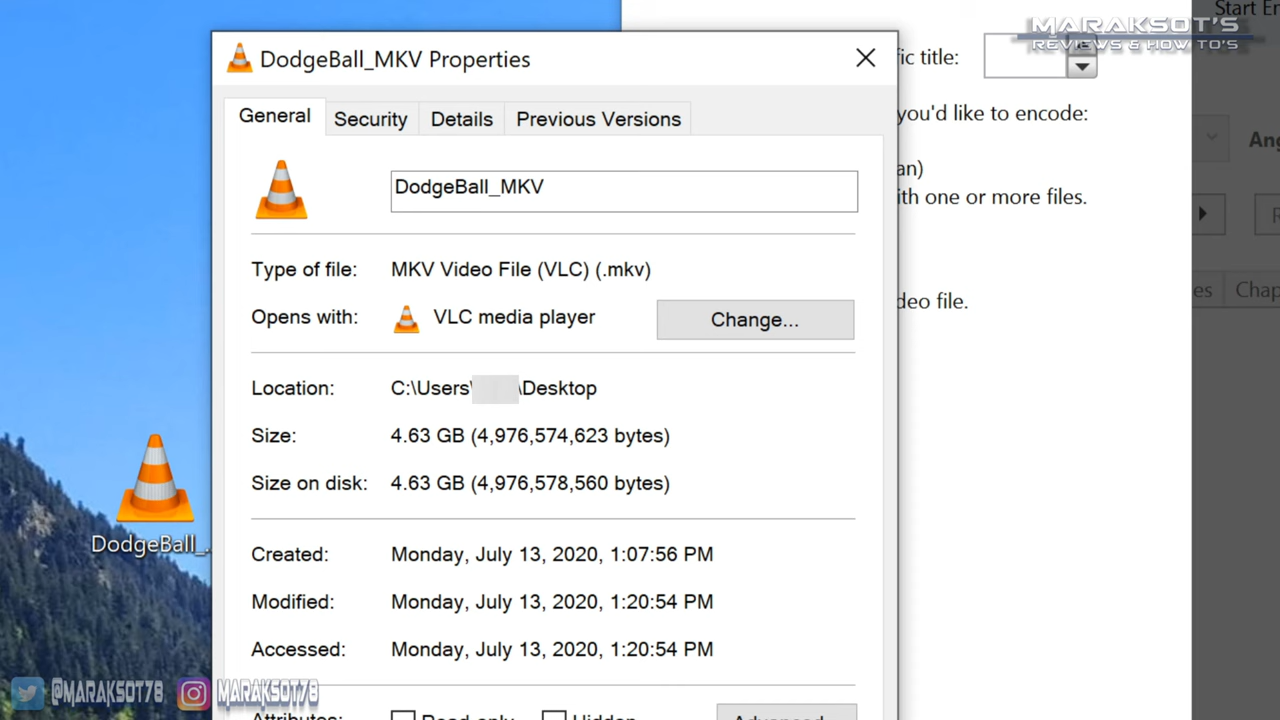 Start En
MARAKSOT'S
REVIEWS & HOW TO'S
DodgeBall_MKV Properties
fic title:
General
Security
Details
Previous Versions
you'd like to encode:
Ang
an)
DodgeBall_MKV
ith one or more files.
Type of file:
MKV Video File (VLC) (.mkv)
es
Chap
Opens with:
VLC media player
Change...
deo file.
Location:
C:\Users\
\Desktop
Size:
4.63 GB (4,976,574,623 bytes)
Size on disk:
4.63 GB (4,976,578,560 bytes)
DodgeBall_...
Created:
Monday, July 13, 2020, 1:07:56 PM
Modified:
Monday, July 13, 2020, 1:20:54 PM
Accessed:
Monday, July 13, 2020, 1:20:54 PM
@MARAKSOT78
MARAKSOT78
Attributes:
Read-only
Hidden
Advanced...